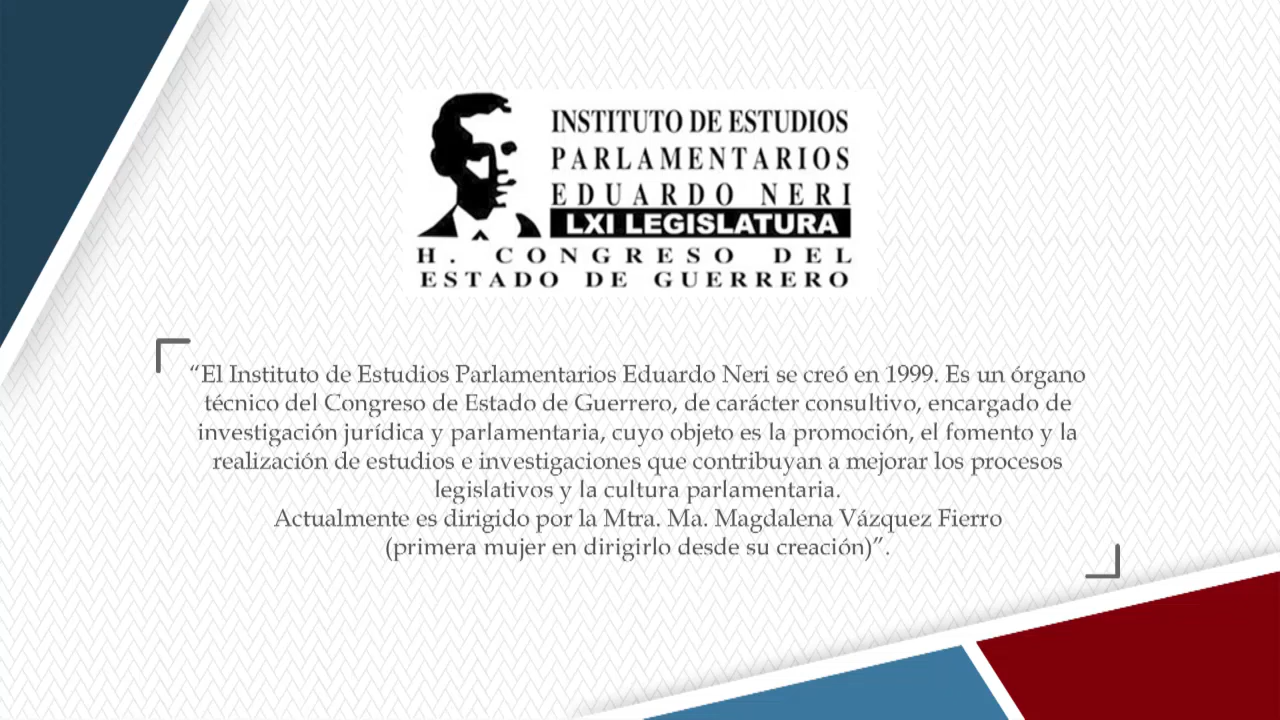 INSTITUTO DE ESTUDIOS
PARLAMENTARIOS
EDUARDO NERI
LXI LEGISLATURA
H. CONGRESO DEL
ESTADO DE GUERRERO
“El Instituto de Estudios Parlamentarios Eduardo Neri se creó en 1999. Es un órgano
técnico del Congreso de Estado de Guerrero, de carácter consultivo, encargado de
investigación jurídica y parlamentaria, cuyo objeto es la promoción, el fomento y la
realización de estudios e investigaciones que contribuyan a mejorar los procesos
legislativos y la cultura parlamentaria.
Actualmente es dirigido por la Mtra. Ma. Magdalena Vázquez Fierro
(primera mujer en dirigirlo desde su creación)”.